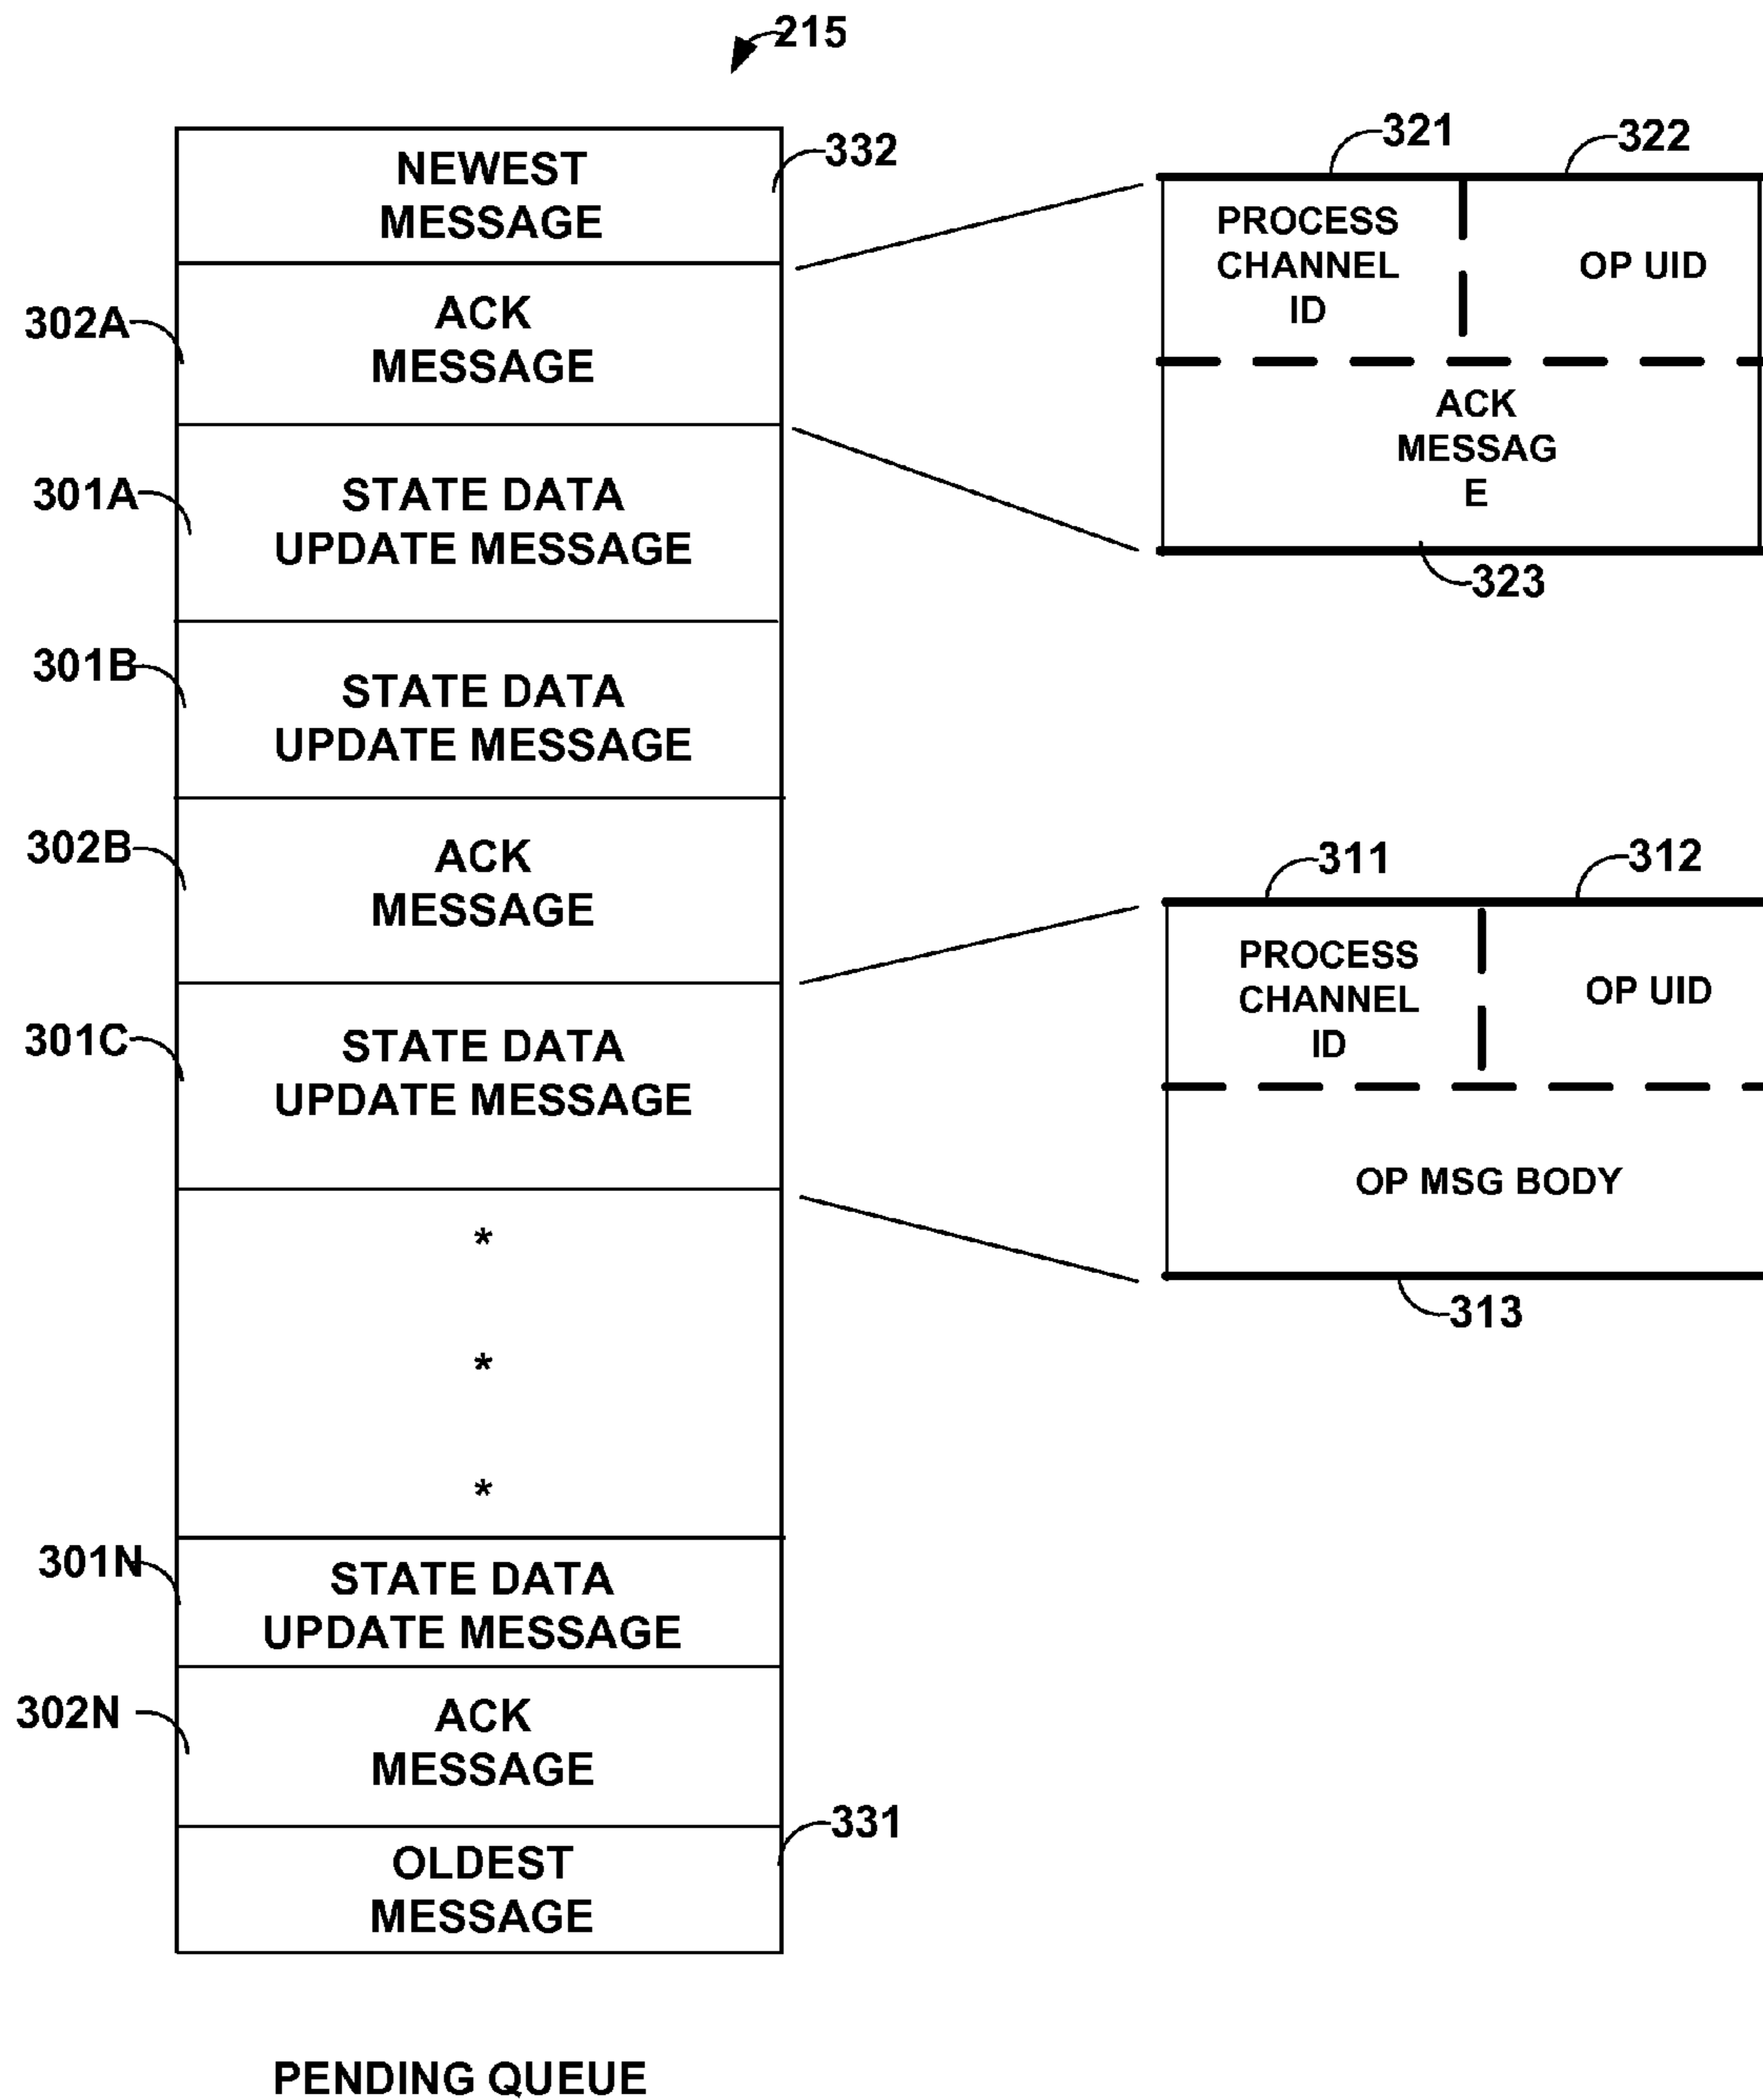 215
NEWEST
MESSAGE
332
302A
ACK
MESSAGE
301A
STATE DATA
UPDATE MESSAGE
301B
STATE DATA
UPDATE MESSAGE
302B
ACK
MESSAGE
301C
STATE DATA
UPDATE MESSAGE
*
*
*
301N
STATE DATA
UPDATE MESSAGE
302N
ACK
MESSAGE
331
OLDEST
MESSAGE
PENDING QUEUE
321
322
PROCESS
CHANNEL
ID
OP UID
ACK
MESSAG
E
323
311
312
PROCESS
CHANNEL
ID
OP UID
OP MSG BODY
313